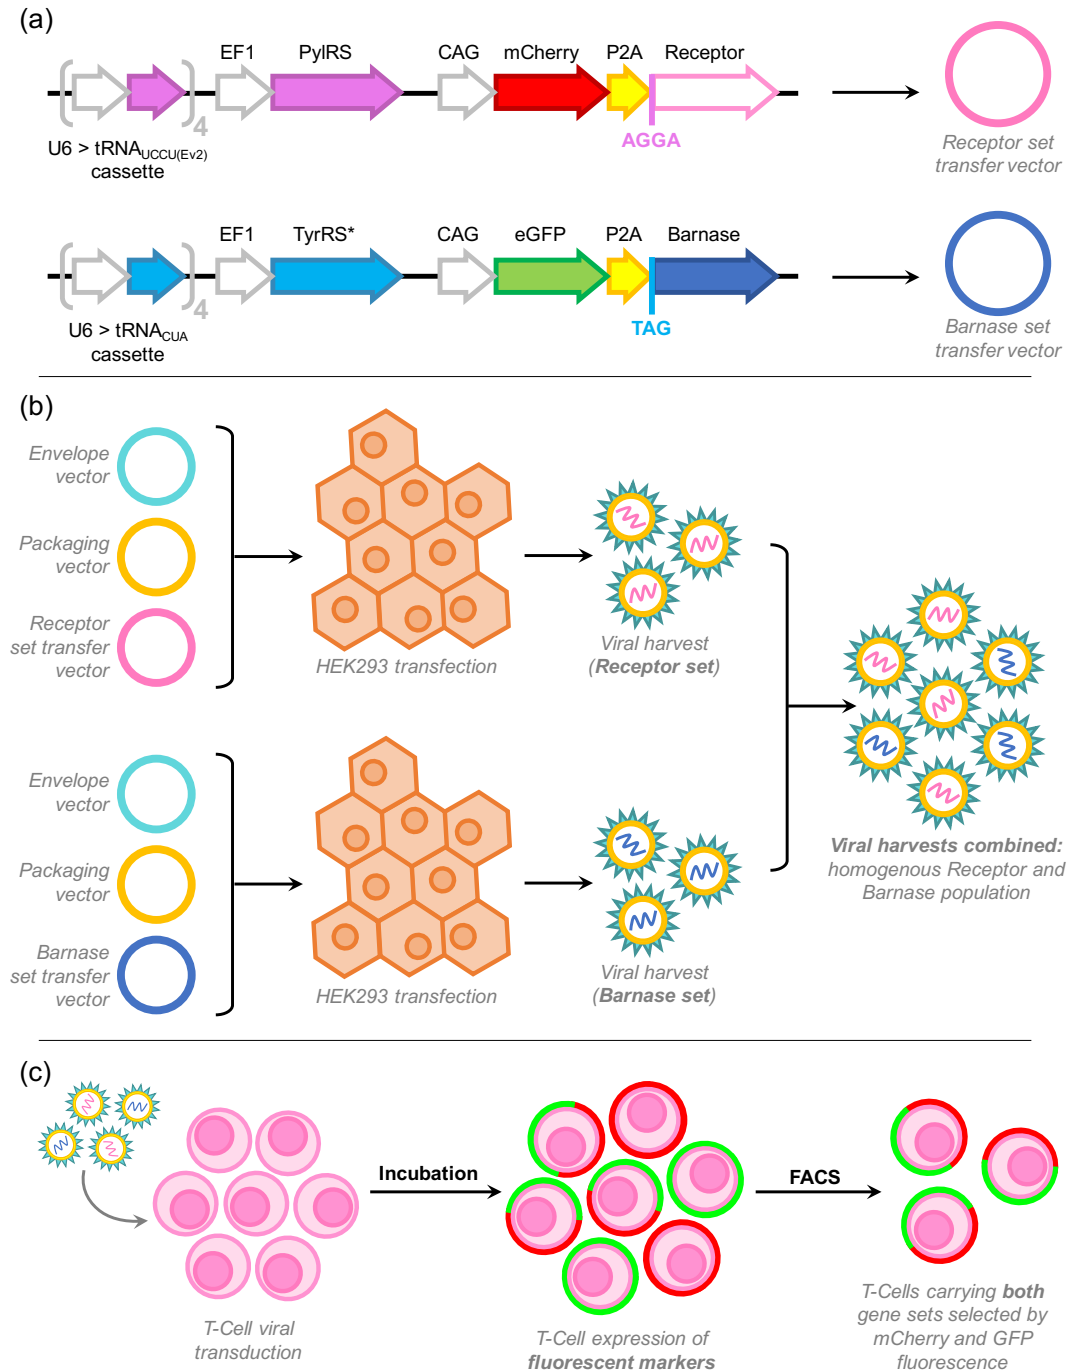 (a)
EF1 PylRS CAG mCherry P2A Receptor
4
AGGA
U6 > tRNAUCCU(Ev2)
cassette
Receptor set
transfer vector
EF1 TyrRS* CAG eGFP P2A Barnase
4
TAG
U6 > tRNACUA
cassette
Barnase set
transfer vector
(b)
Envelope
vector
Packaging
vector
Receptor
set transfer
vector
HEK293 transfection
Viral harvest
(Receptor set)
Envelope
vector
Packaging
vector
Barnase
set transfer
vector
HEK293 transfection
Viral harvest
(Barnase set)
Viral harvests combined:
homogenous Receptor and
Barnase population
(c)
Incubation
FACS
T-Cell viral
transduction
T-Cell expression of
fluorescent markers
T-Cells carrying both
gene sets selected by
mCherry and GFP
fluorescence